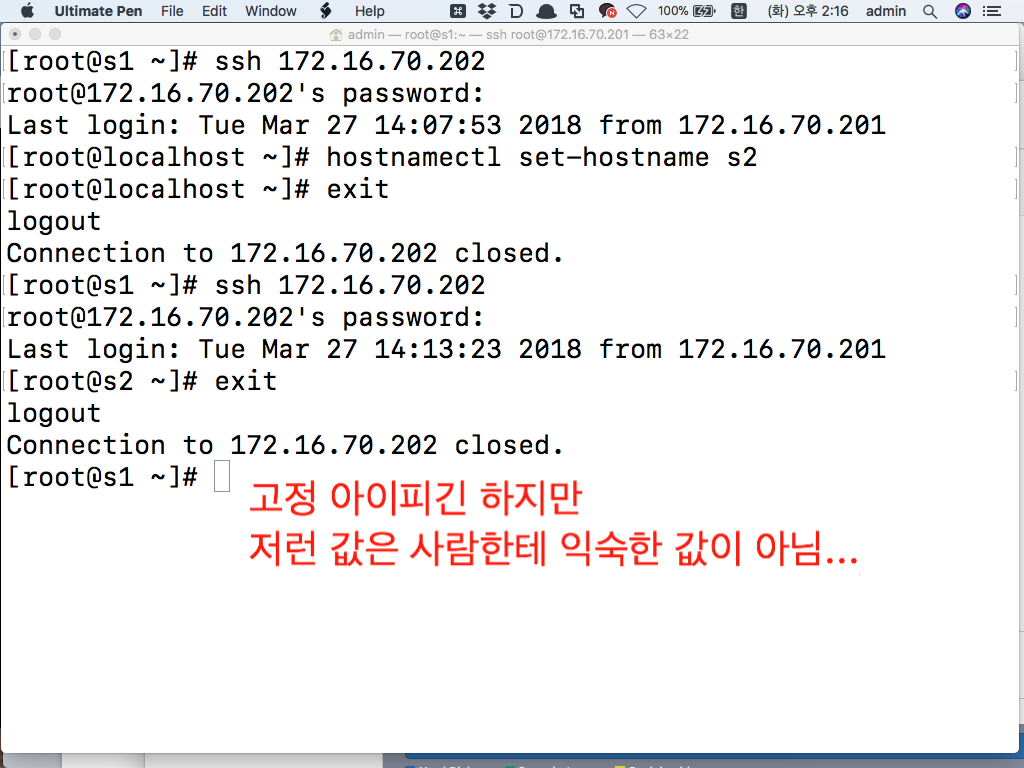 Ultimate Pen File Edit Window Help 100% 한 (화) 오후 2:16 admin
admin — root@s1:~ — ssh root@172.16.70.201 — 63×22
[root@s1 ~]# ssh 172.16.70.202
root@172.16.70.202's password:
Last login: Tue Mar 27 14:07:53 2018 from 172.16.70.201
[root@localhost ~]# hostnamectl set-hostname s2
[root@localhost ~]# exit
logout
Connection to 172.16.70.202 closed.
[root@s1 ~]# ssh 172.16.70.202
root@172.16.70.202's password:
Last login: Tue Mar 27 14:13:23 2018 from 172.16.70.201
[root@s2 ~]# exit
logout
Connection to 172.16.70.202 closed.
[root@s1 ~]#
고정 아이피긴 하지만
저런 값은 사람한테 익숙한 값이 아님...